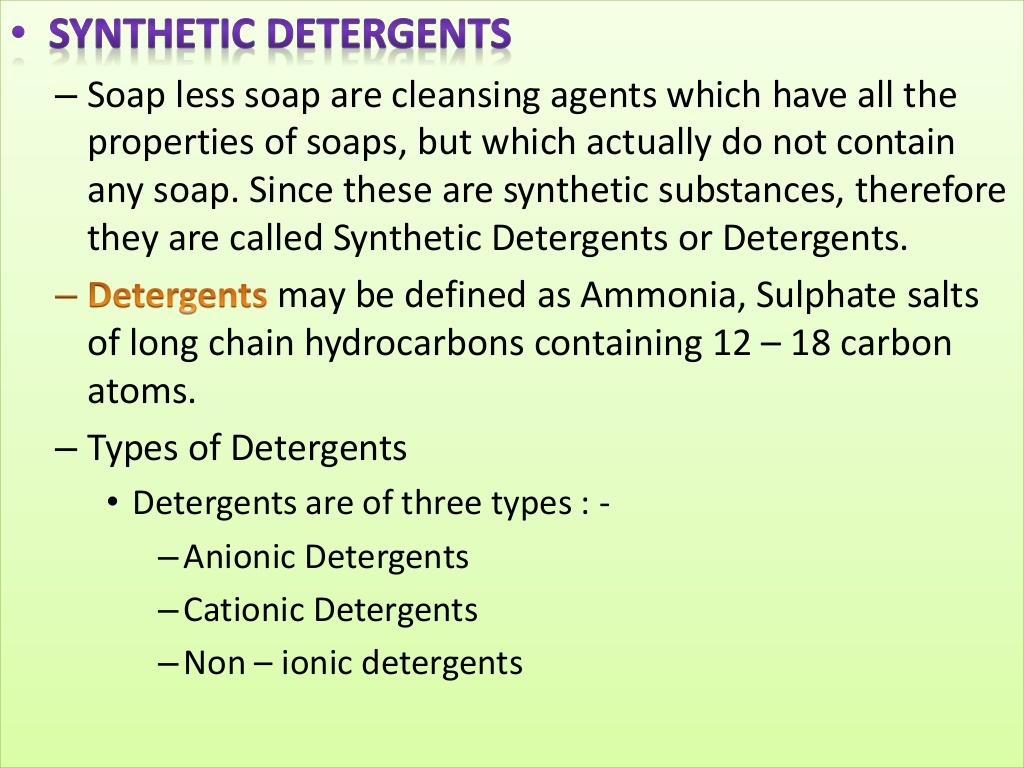 • SYNTHETIC DETERGENTS
– Soap less soap are cleansing agents which have all the
properties of soaps, but which actually do not contain
any soap. Since these are synthetic substances, therefore
they are called Synthetic Detergents or Detergents.
– Detergents may be defined as Ammonia, Sulphate salts
of long chain hydrocarbons containing 12 – 18 carbon
atoms.
– Types of Detergents
• Detergents are of three types : -
– Anionic Detergents
– Cationic Detergents
– Non – ionic detergents